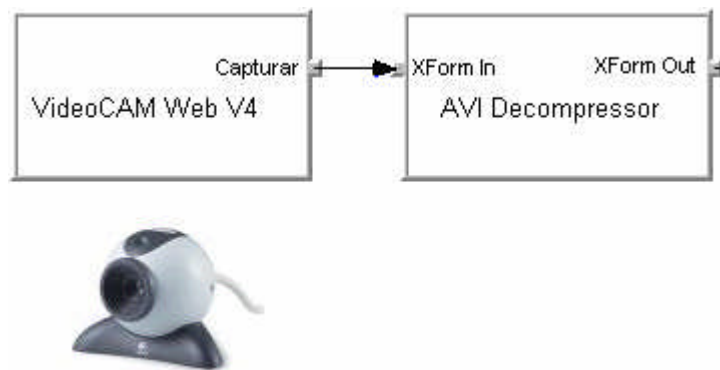 Capturar
VideoCAM Web V4
XForm In
XForm Out
AVI Decompressor